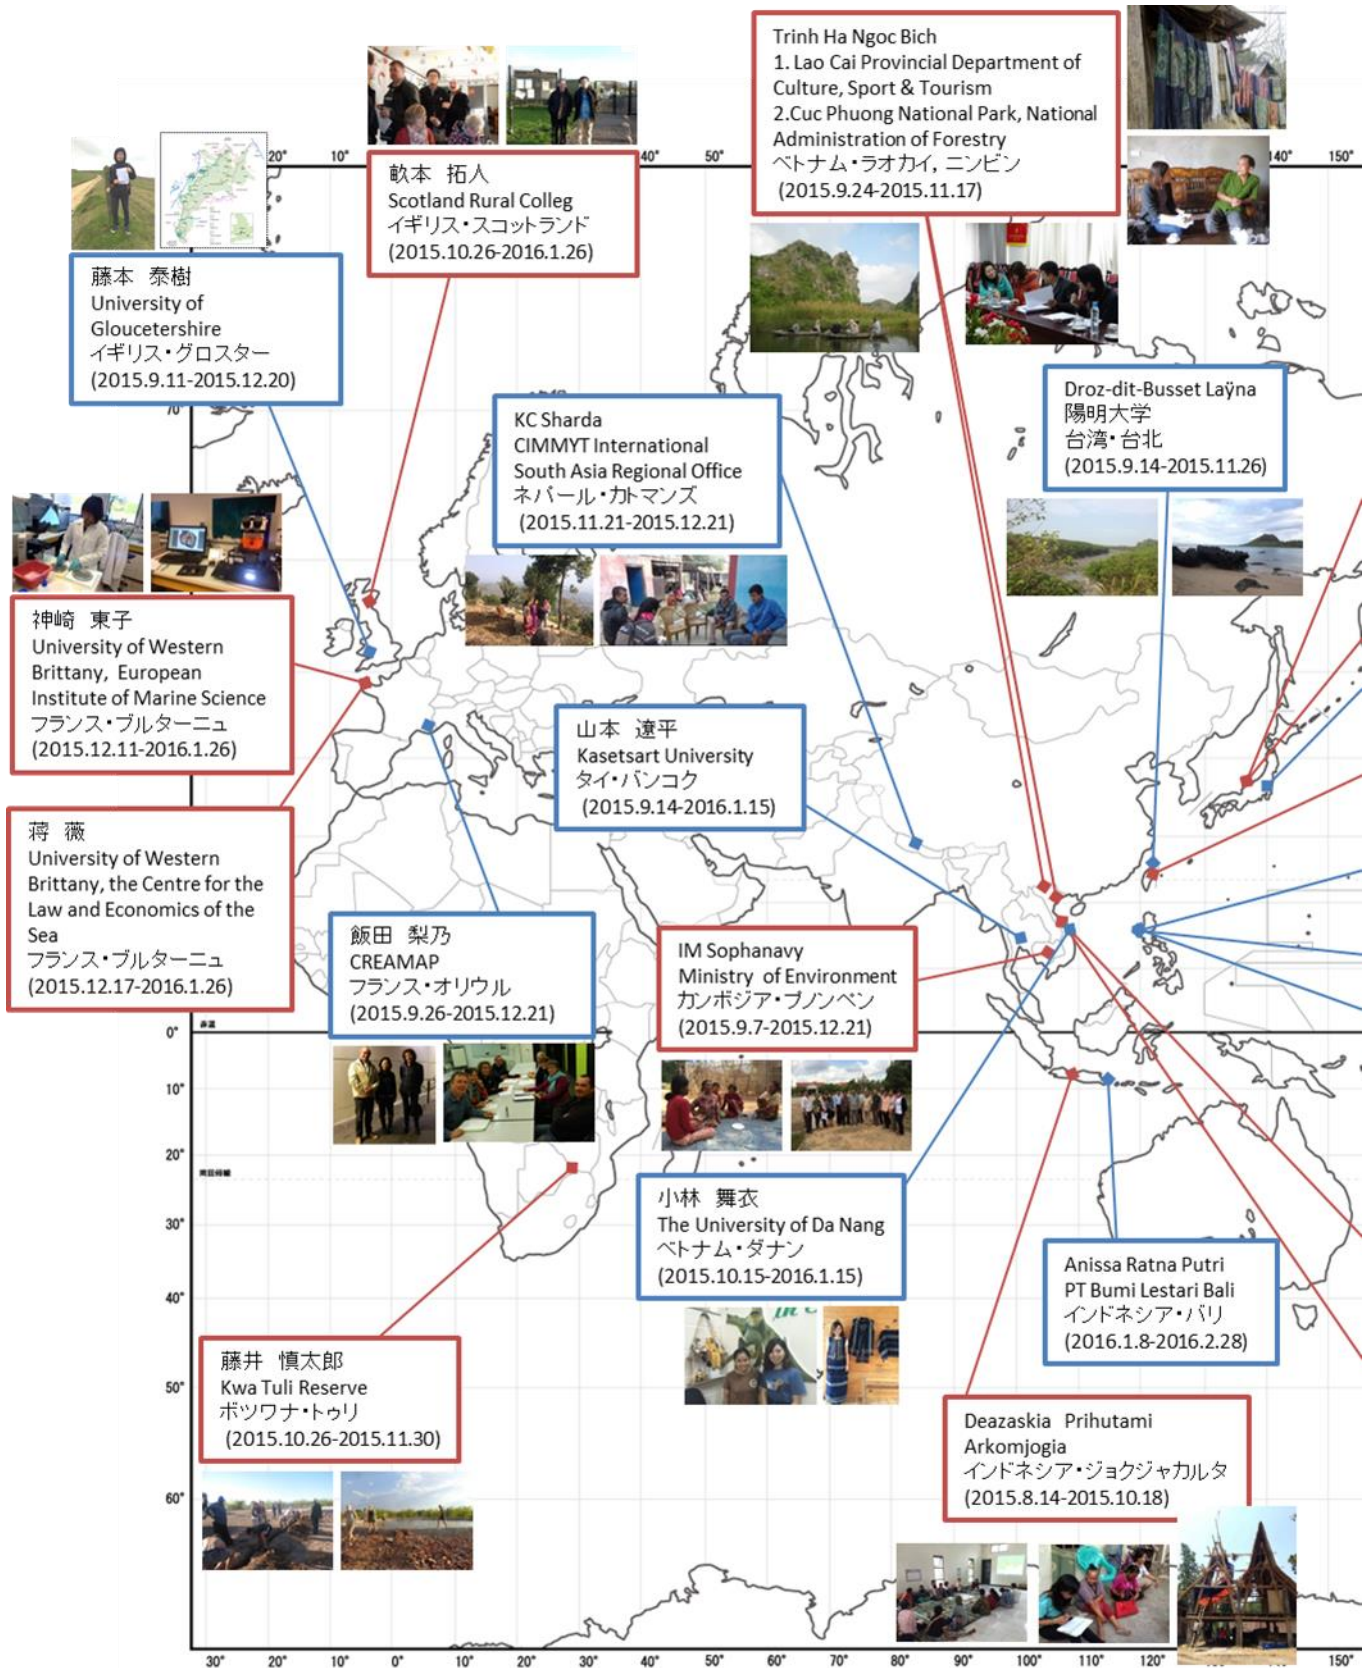 Trinh Ha Ngoc Bich
1. Lao Cai Provincial Department of
Culture, Sport & Tourism
2.Cuc Phuong National Park, National
Administration of Forestry
ベトナム・ラオカイ, ニンビン
(2015.9.24-2015.11.17)
20°
10°
40°
50°
140°
150°
畝本 拓人
Scotland Rural Colleg
イギリス・スコットランド
(2015.10.26-2016.1.26)
藤本 泰樹
University of
Gloucetershire
イギリス・グロスター
(2015.9.11-2015.12.20)
70°
KC Sharda
CIMMYT International
South Asia Regional Office
ネパール・カトマンズ
(2015.11.21-2015.12.21)
Droz-dit-Busset Laÿna
陽明大学
台湾・台北
(2015.9.14-2015.11.26)
神崎 東子
University of Western
Brittany, European
Institute of Marine Science
フランス・ブルターニュ
(2015.12.11-2016.1.26)
山本 遼平
Kasetsart University
タイ・バンコク
(2015.9.14-2016.1.15)
蒋 薇
University of Western
Brittany, the Centre for the
Law and Economics of the
Sea
フランス・ブルターニュ
(2015.12.17-2016.1.26)
飯田 梨乃
CREAMAP
フランス・オリウル
(2015.9.26-2015.12.21)
IM Sophanavy
Ministry of Environment
カンボジア・プノンペン
(2015.9.7-2015.12.21)
赤道
0°
10°
20°
南回帰線
30°
40°
50°
60°
小林 舞衣
The University of Da Nang
ベトナム・ダナン
(2015.10.15-2016.1.15)
Anissa Ratna Putri
PT Bumi Lestari Bali
インドネシア・バリ
(2016.1.8-2016.2.28)
藤井 慎太郎
Kwa Tuli Reserve
ボツワナ・トゥリ
(2015.10.26-2015.11.30)
Deazaskia Prihutami
Arkomjogia
インドネシア・ジョクジャカルタ
(2015.8.14-2015.10.18)
30°
20°
10°
0°
10°
20°
30°
40°
50°
60°
70°
80°
90°
100°
110°
120°
150°